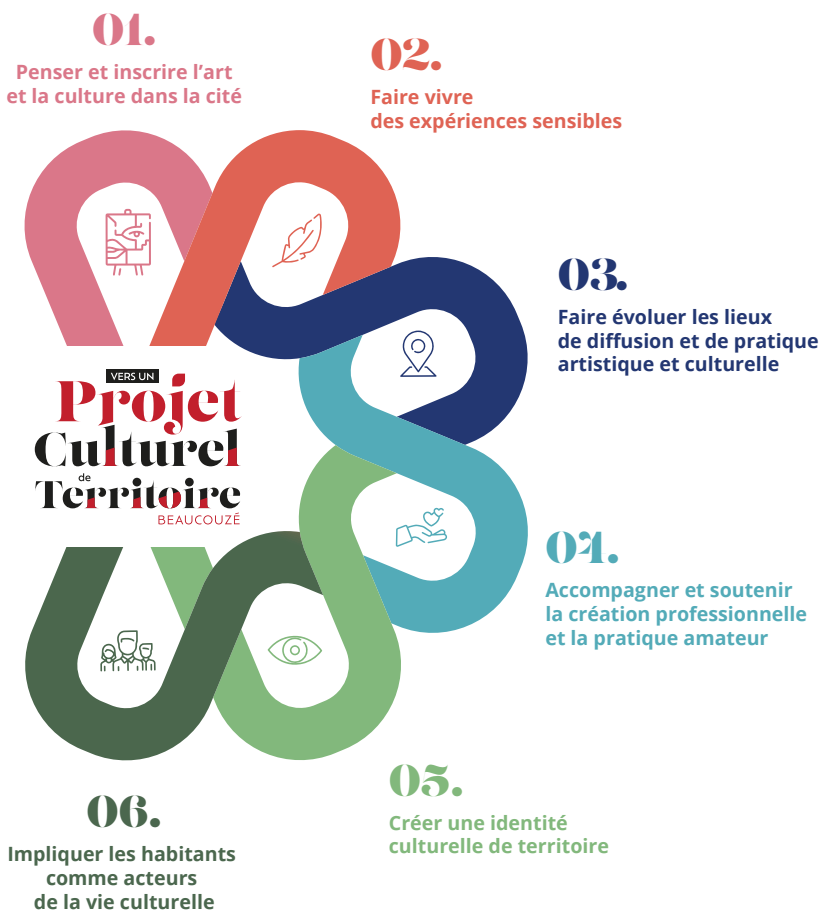 01.
Penser et inscrire l’art
et la culture dans la cité
02.
Faire vivre
des expériences sensibles
03.
Faire évoluer les lieux
de diffusion et de pratique
artistique et culturelle
VERS UN
Projet
Culturel
de
Territoire
BEAUCOUZÉ
04.
Accompagner et soutenir
la création professionnelle
et la pratique amateur
05.
Créer une identité
culturelle de territoire
06.
Impliquer les habitants
comme acteurs
de la vie culturelle